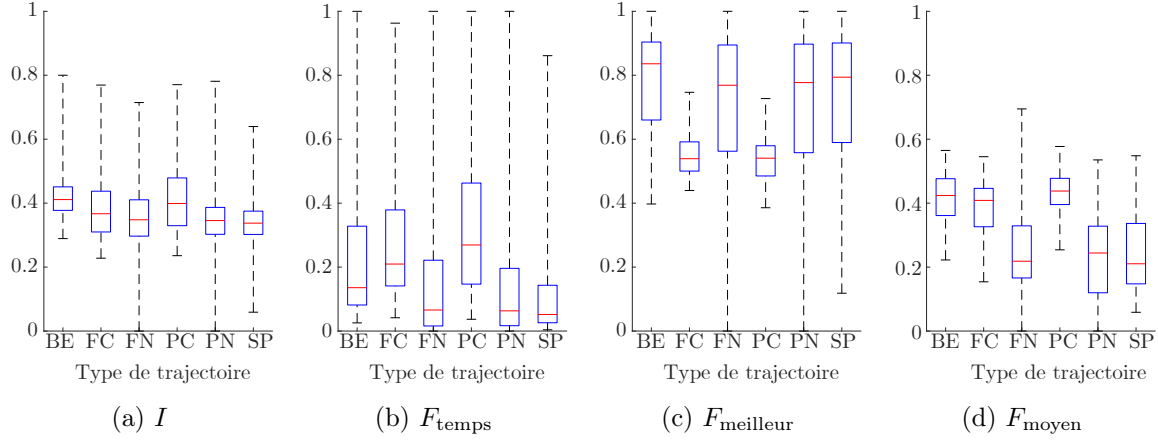 1
0.8
0.6
0.4
0.2
0
BE FC FN PC PN SP
Type de trajectoire
(a) I
1
0.8
0.6
0.4
0.2
0
BE FC FN PC PN SP
Type de trajectoire
(b) F_temps
1
0.8
0.6
0.4
0.2
0
BE FC FN PC PN SP
Type de trajectoire
(c) F_meilleur
1
0.8
0.6
0.4
0.2
0
BE FC FN PC PN SP
Type de trajectoire
(d) F_moyen